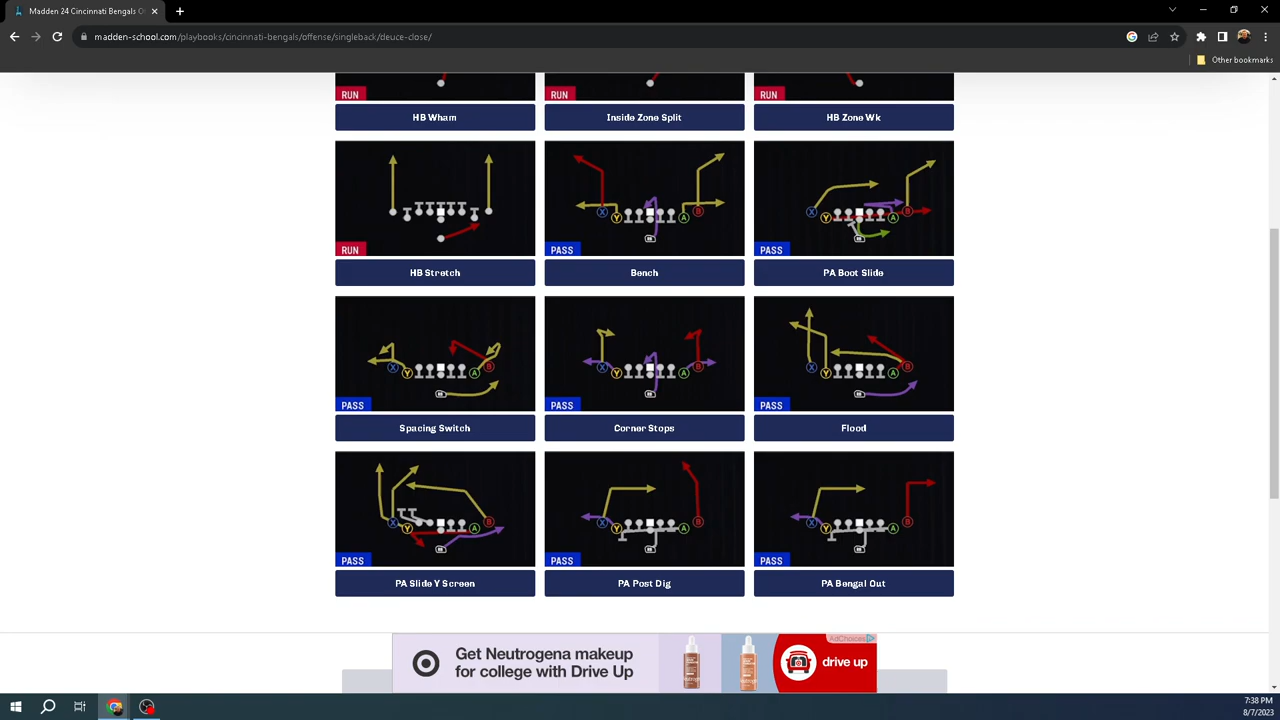 Madden 24 Cincinnati Bengals O
madden-school.com/playbooks/cincinnati-bengals/offense/singleback/deuce-close/
Other bookmarks
RUN
RUN
RUN
HB Wham
Inside Zone Split
HB Zone Wk
RUN
X
Y
A
B
PASS
X
Y
A
B
PASS
HB Stretch
Bench
PA Boot Slide
X
Y
A
B
PASS
X
Y
A
B
PASS
X
Y
A
B
PASS
Spacing Switch
Corner Stops
Flood
X
Y
A
B
PASS
X
Y
A
B
PASS
X
Y
A
B
PASS
PA Slide Y Screen
PA Post Dig
PA Bengal Out
Get Neutrogena makeup
for college with Drive Up
drive up
AdChoices
7:38 PM
8/7/2023